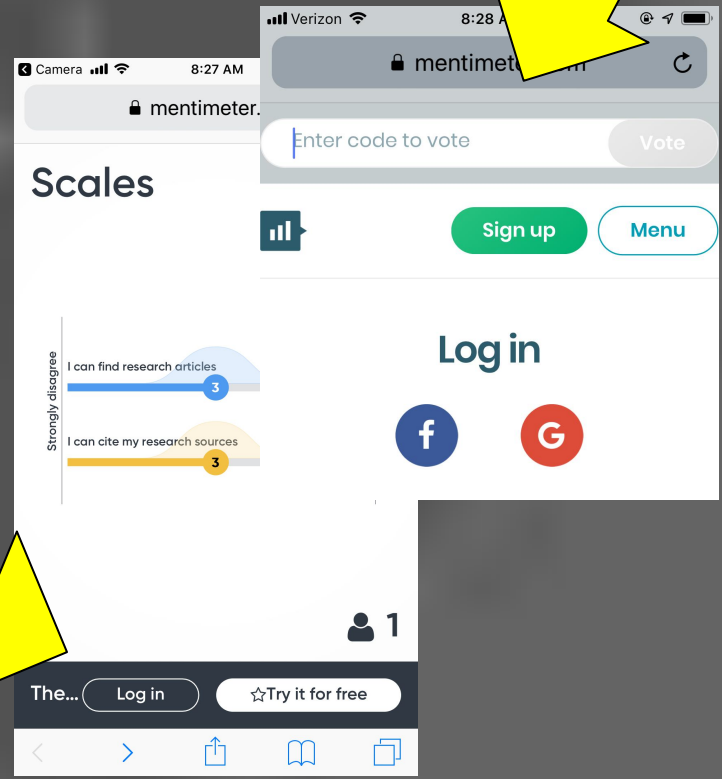 Camera 8:27 AM
mentimeter.
Scales
Strongly disagree
I can find research articles
3
I can cite my research sources
3
1
The... Log in ☆Try it for free
Verizon 8:28
Enter code to vote Vote
Sign up Menu
Log in
f G